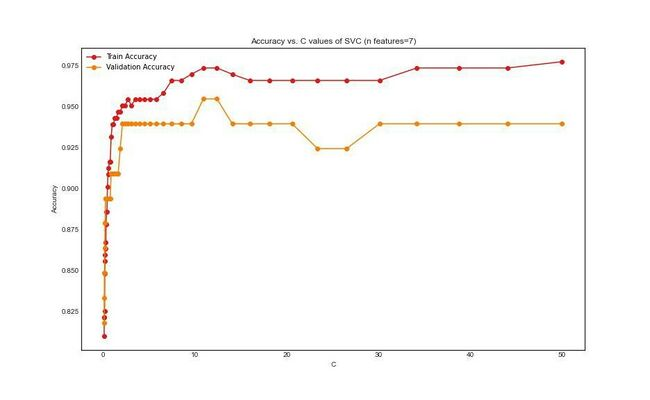 Accuracy vs. C values of SVC (n features=7)
Train Accuracy
Validation Accuracy
0.975
0.950
0.925
0.900
0.875
0.850
0.825
Accuracy
0 10 20 30 40 50
C